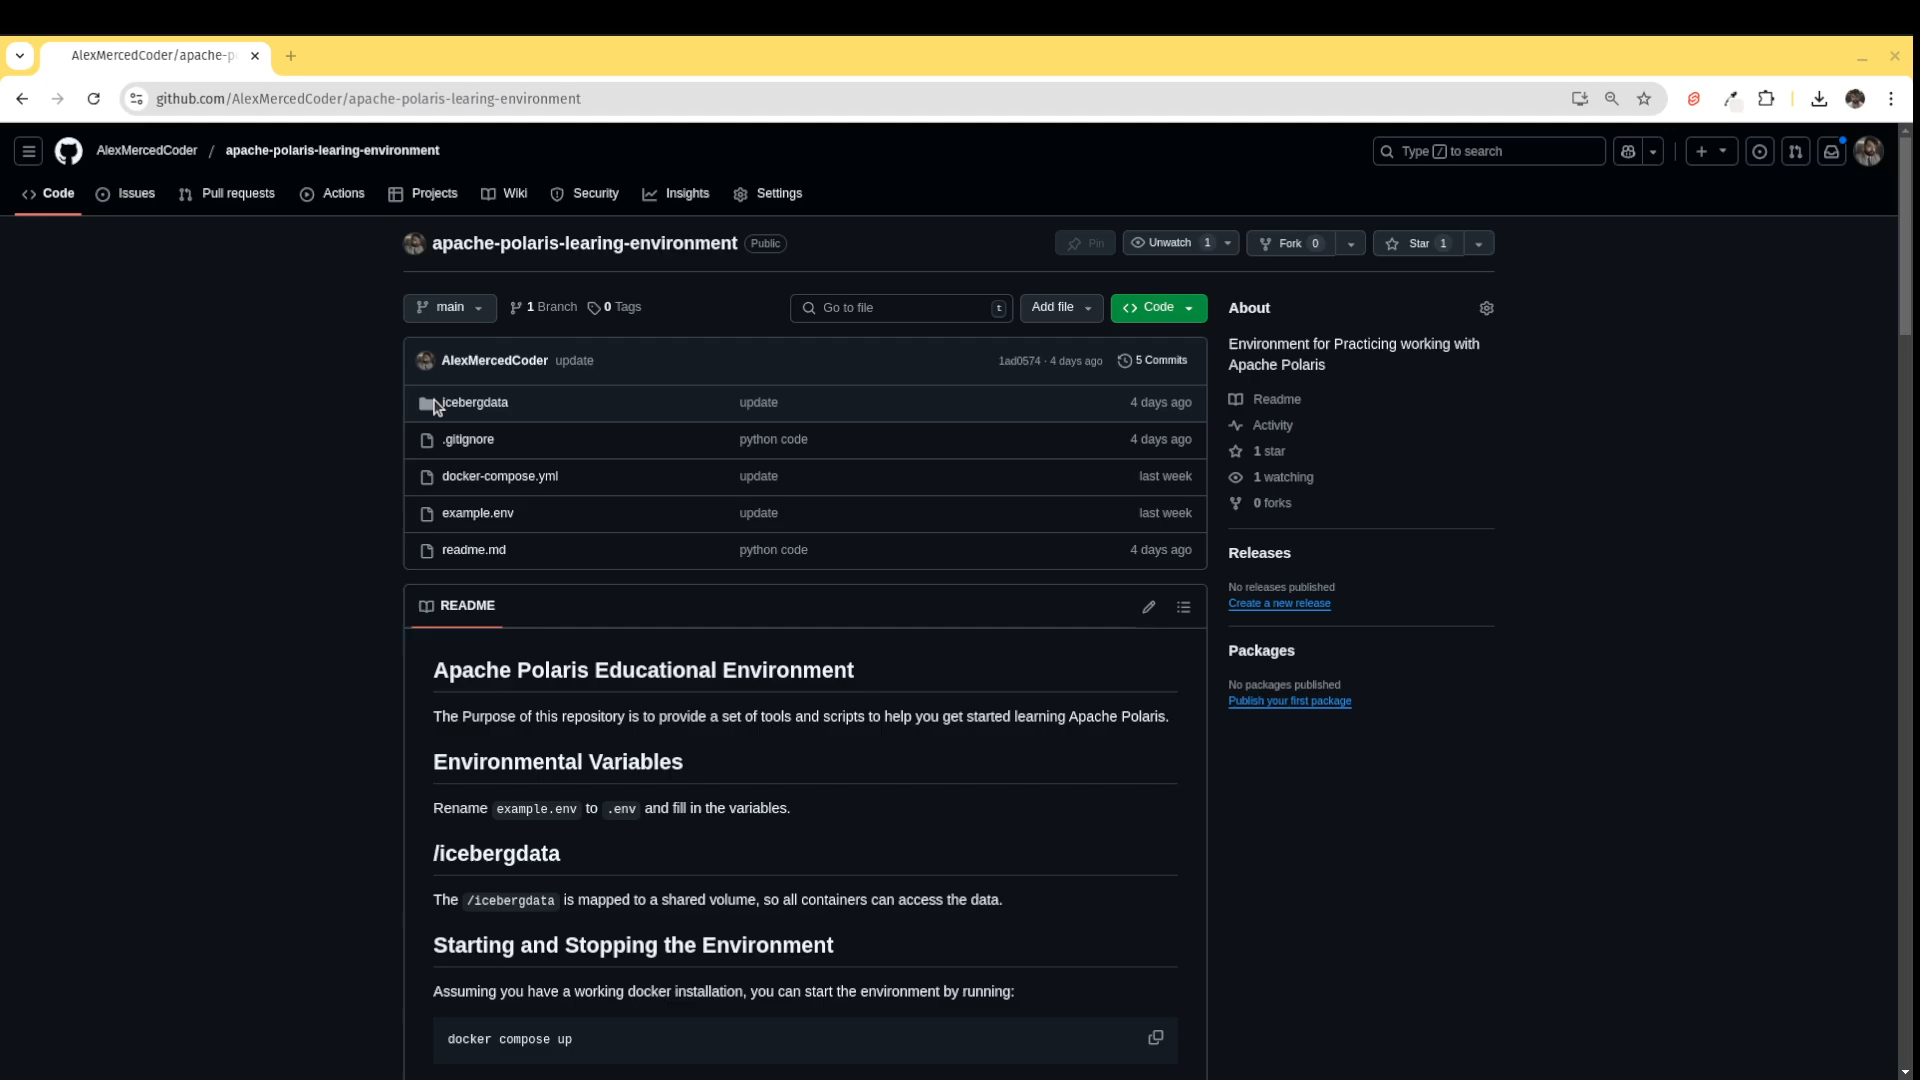 AlexMercedCoder/apache-p
github.com/AlexMercedCoder/apache-polaris-learing-environment
AlexMercedCoder / apache-polaris-learing-environment
Type / to search
Code Issues Pull requests Actions Projects Wiki Security Insights Settings
apache-polaris-learing-environment Public
Pin Unwatch 1 Fork 0 Star 1
main 1 Branch 0 Tags Go to file t Add file Code
AlexMercedCoder update 1ad0574 · 4 days ago 5 Commits
icebergdata update 4 days ago
.gitignore python code 4 days ago
docker-compose.yml update last week
example.env update last week
readme.md python code 4 days ago
README
Apache Polaris Educational Environment
The Purpose of this repository is to provide a set of tools and scripts to help you get started learning Apache Polaris.
Environmental Variables
Rename example.env to .env and fill in the variables.
/icebergdata
The /icebergdata is mapped to a shared volume, so all containers can access the data.
Starting and Stopping the Environment
Assuming you have a working docker installation, you can start the environment by running:
docker compose up
About
Environment for Practicing working with
Apache Polaris
Readme
Activity
1 star
1 watching
0 forks
Releases
No releases published
Create a new release
Packages
No packages published
Publish your first package